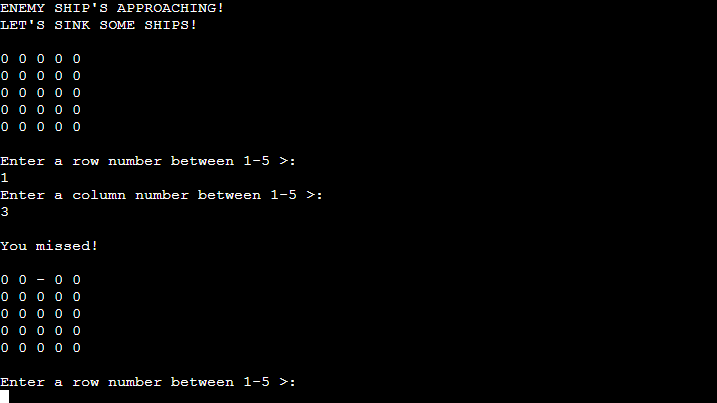 ENEMY SHIP'S APPROACHING!
LET'S SINK SOME SHIPS!
0 0 0 0 0
0 0 0 0 0
0 0 0 0 0
0 0 0 0 0
0 0 0 0 0
Enter a row number between 1-5 >:
1
Enter a column number between 1-5 >:
3
You missed!
0 0 - 0 0
0 0 0 0 0
0 0 0 0 0
0 0 0 0 0
0 0 0 0 0
Enter a row number between 1-5 >: